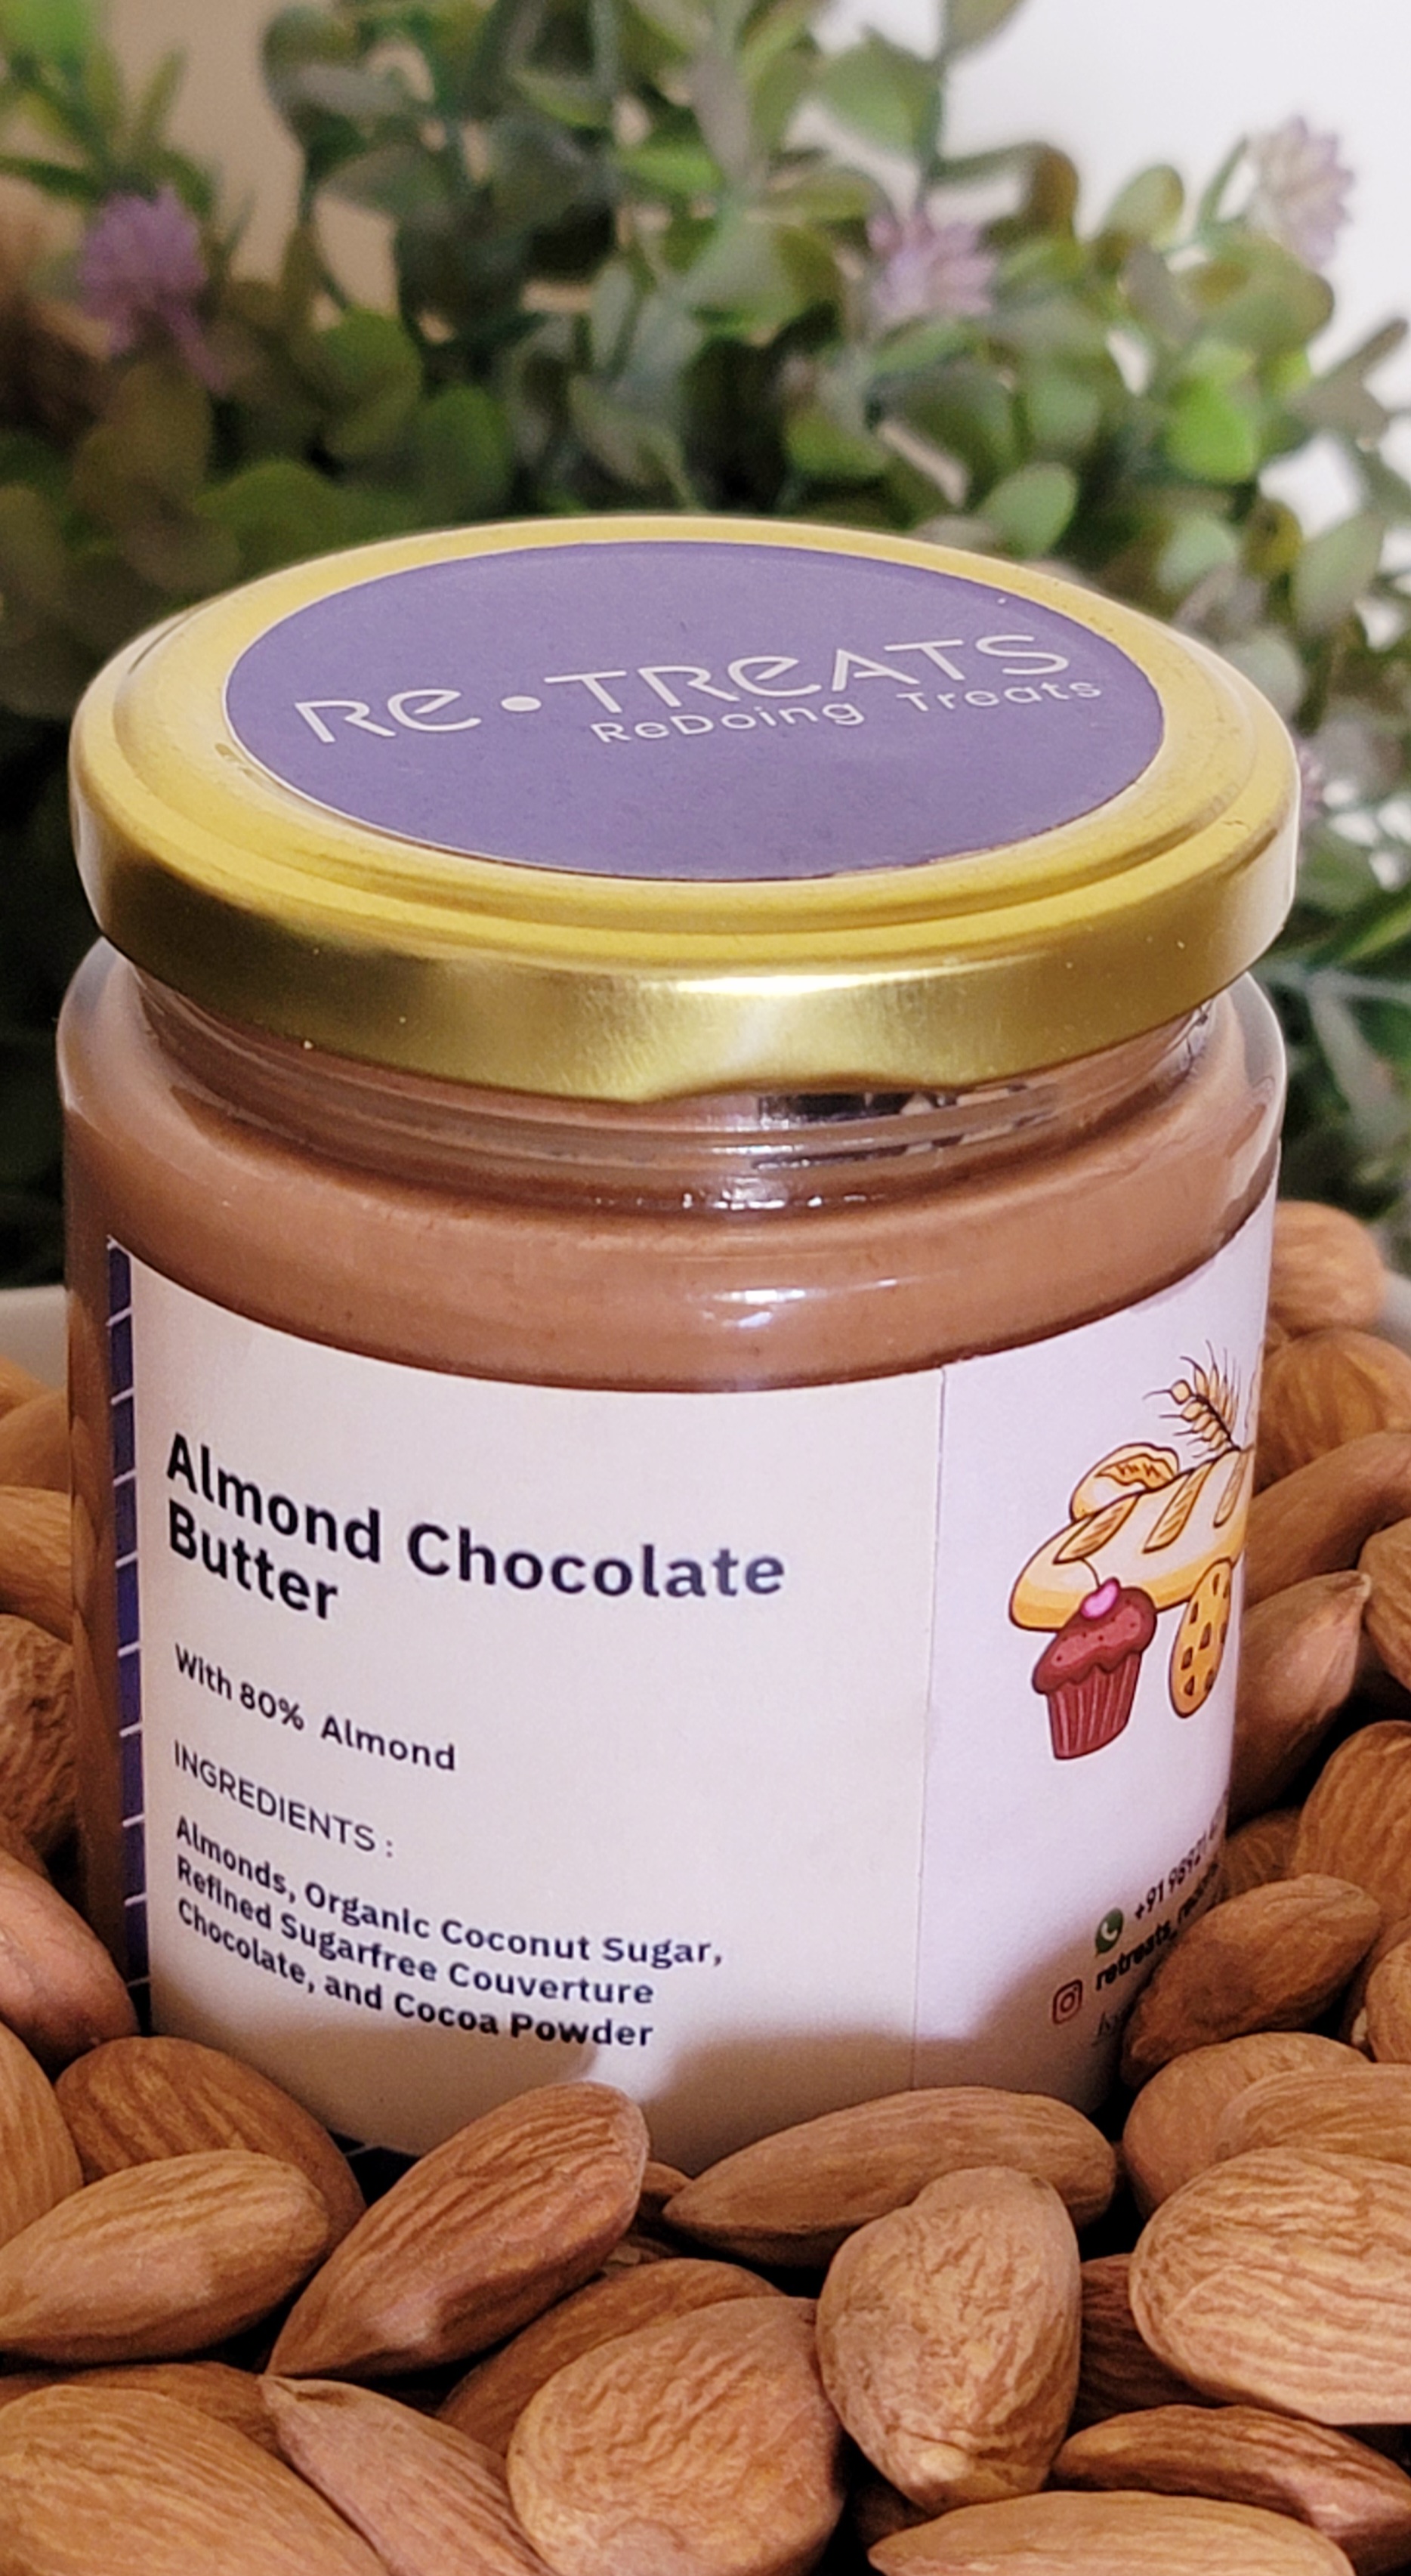 Re•TReATS
ReDoing Treats
Almond Chocolate
Butter
With 80% Almond
INGREDIENTS :
Almonds, Organic Coconut Sugar,
Refined Sugarfree Couverture
Chocolate, and Cocoa Powder
+91